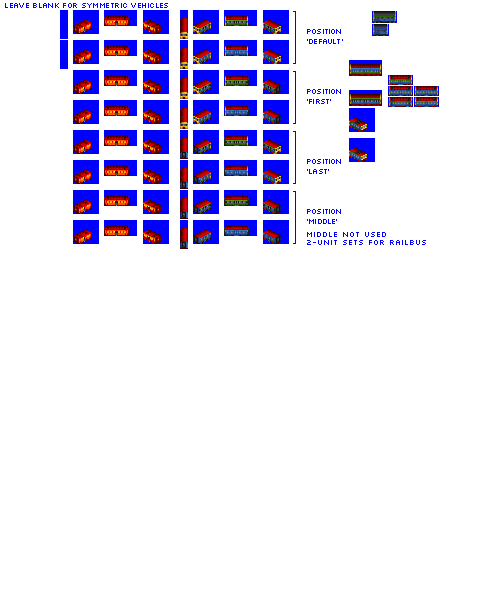 LEAVE BLANK FOR SYMMETRIC VEHICLES
POSITION
'DEFAULT'
POSITION
'FIRST'
POSITION
'LAST'
POSITION
'MIDDLE'
MIDDLE NOT USED
2-UNIT SETS FOR RAILBUS